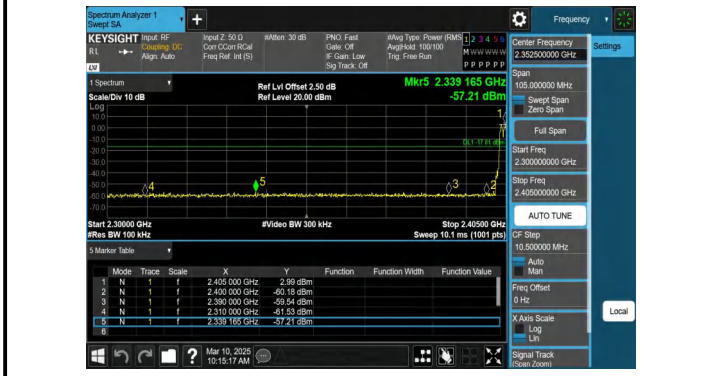 Spectrum Analyzer 1
Swept SA
+
Frequency
KEYSIGHT Input: RF Input Z: 50 Ω #Atten: 30 dB PNO: Fast #Avg Type: Power (RMS 1 2 3 4 5 6
RL Coupling: DC Corr CCorr RCal Gate: Off Avg|Hold: 100/100 M W W W W W
Align: Auto Freq Ref: Int (S) IF Gain: Low Trig: Free Run
LXI Sig Track: Off P P P P P P
Center Frequency
2.352500000 GHz
Settings
Span
105.000000 MHz
Swept Span
Zero Span
Full Span
Start Freq
2.300000000 GHz
Stop Freq
2.405000000 GHz
AUTO TUNE
CF Step
10.500000 MHz
Auto
Man
Freq Offset
0 Hz
X Axis Scale
Log
Lin
Signal Track
(Span Zoom)
Local
1 Spectrum Ref Lvl Offset 2.50 dB Mkr5 2.339 165 GHz
Scale/Div 10 dB Ref Level 20.00 dBm -57.21 dBm
Log
10.0
0.00
-10.0
-20.0
-30.0
-40.0
-50.0
-60.0
-70.0
1
DL1 -17.01 dBm
4 5 3 2
Start 2.30000 GHz #Video BW 300 kHz Stop 2.40500 GHz
#Res BW 100 kHz Sweep 10.1 ms (1001 pts)
5 Marker Table
Mode Trace Scale X Y Function Function Width Function Value
1 N 1 f 2.405 000 GHz 2.99 dBm
2 N 1 f 2.400 000 GHz -60.18 dBm
3 N 1 f 2.390 000 GHz -59.54 dBm
4 N 1 f 2.310 000 GHz -61.53 dBm
5 N 1 f 2.339 165 GHz -57.21 dBm
6
? Mar 10, 2025
10:15:17 AM